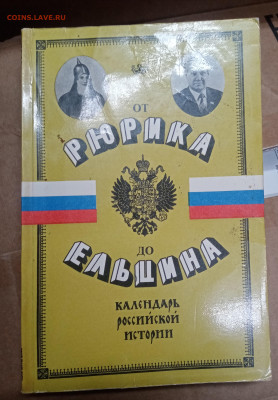 COINS.LAVE.RU
ОТ
РЮРИКА
ДО
ЕЛЬЦИНА
КАЛЕНДАРЬ
РОССИЙСКОЙ
ИСТОРИИ